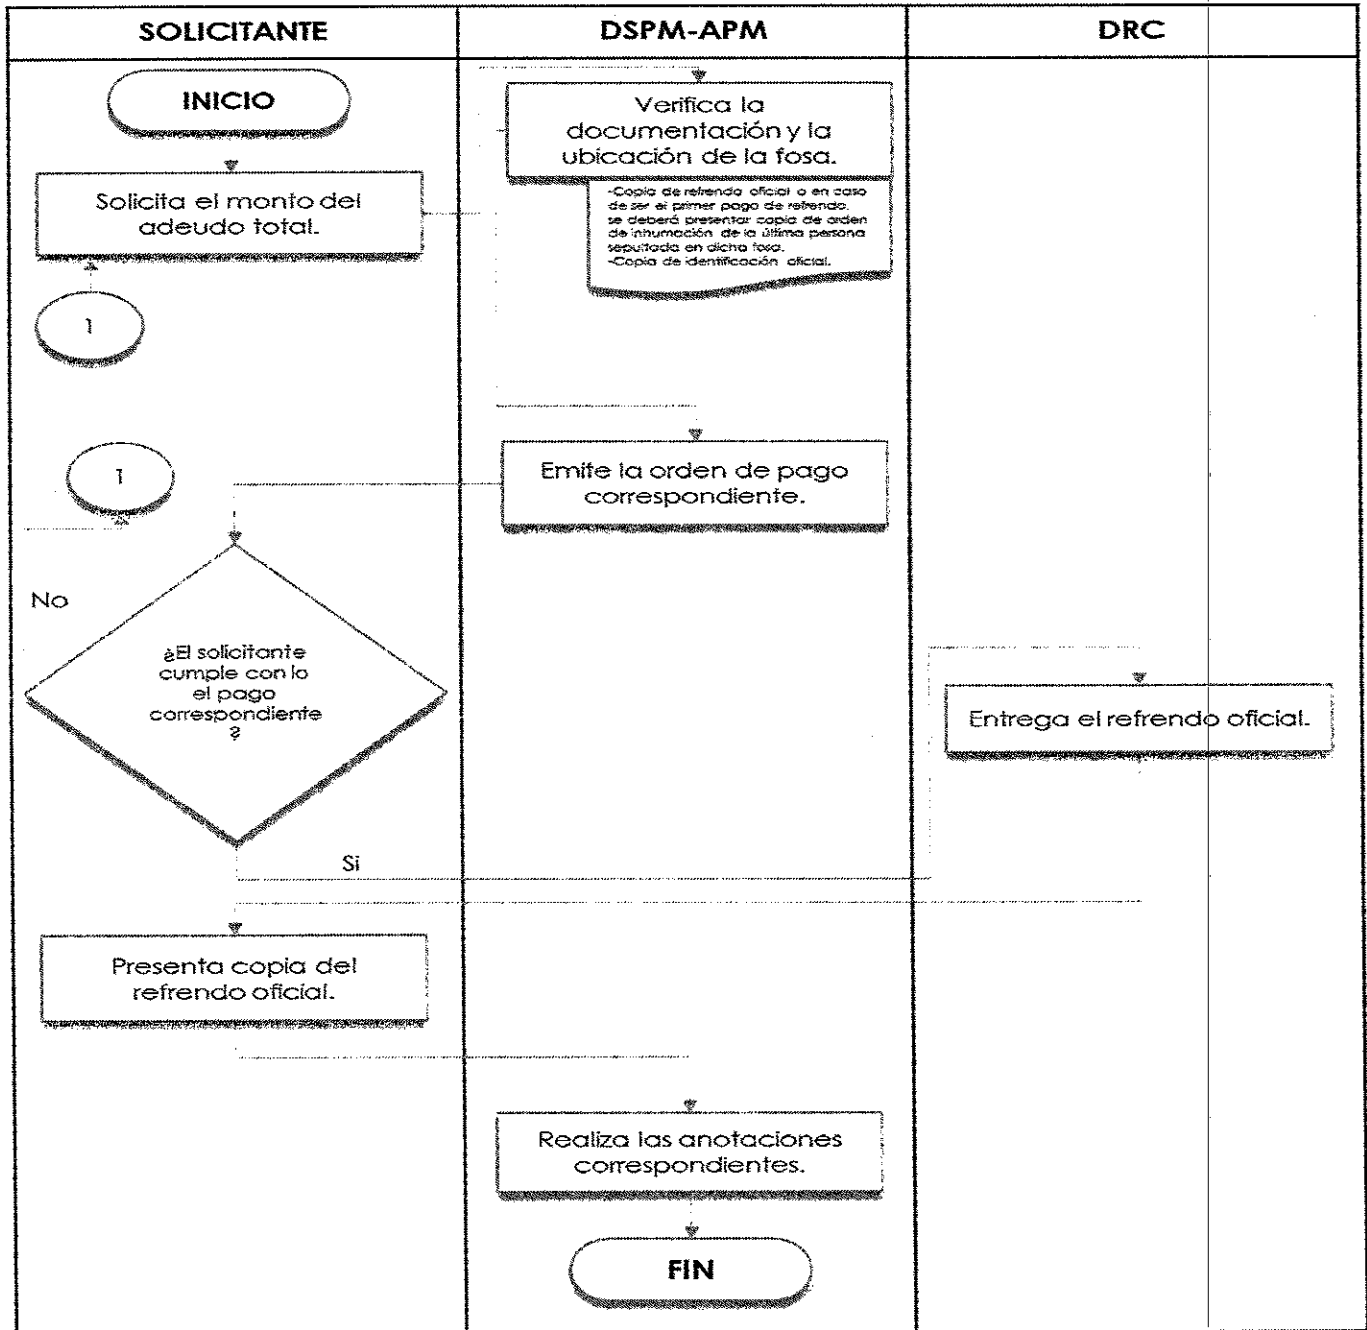 SOLICITANTE
DSPM-APM
DRC
INICIO
Solicita el monto del
adeudo total.
1
Verifica la
documentación y la
ubicación de la fosa.
-Copia de refrendo oficial o en caso
de ser el primer pago de refrendo,
se deberá presentar copia de orden
de inhumación de la última persona
sepultada en dicha fosa.
-Copia de identificación oficial.
Emite la orden de pago
correspondiente.
1
No
¿El solicitante
cumple con lo
el pago
correspondiente
?
Si
Entrega el refrendo oficial.
Presenta copia del
refrendo oficial.
Realiza las anotaciones
correspondientes.
FIN